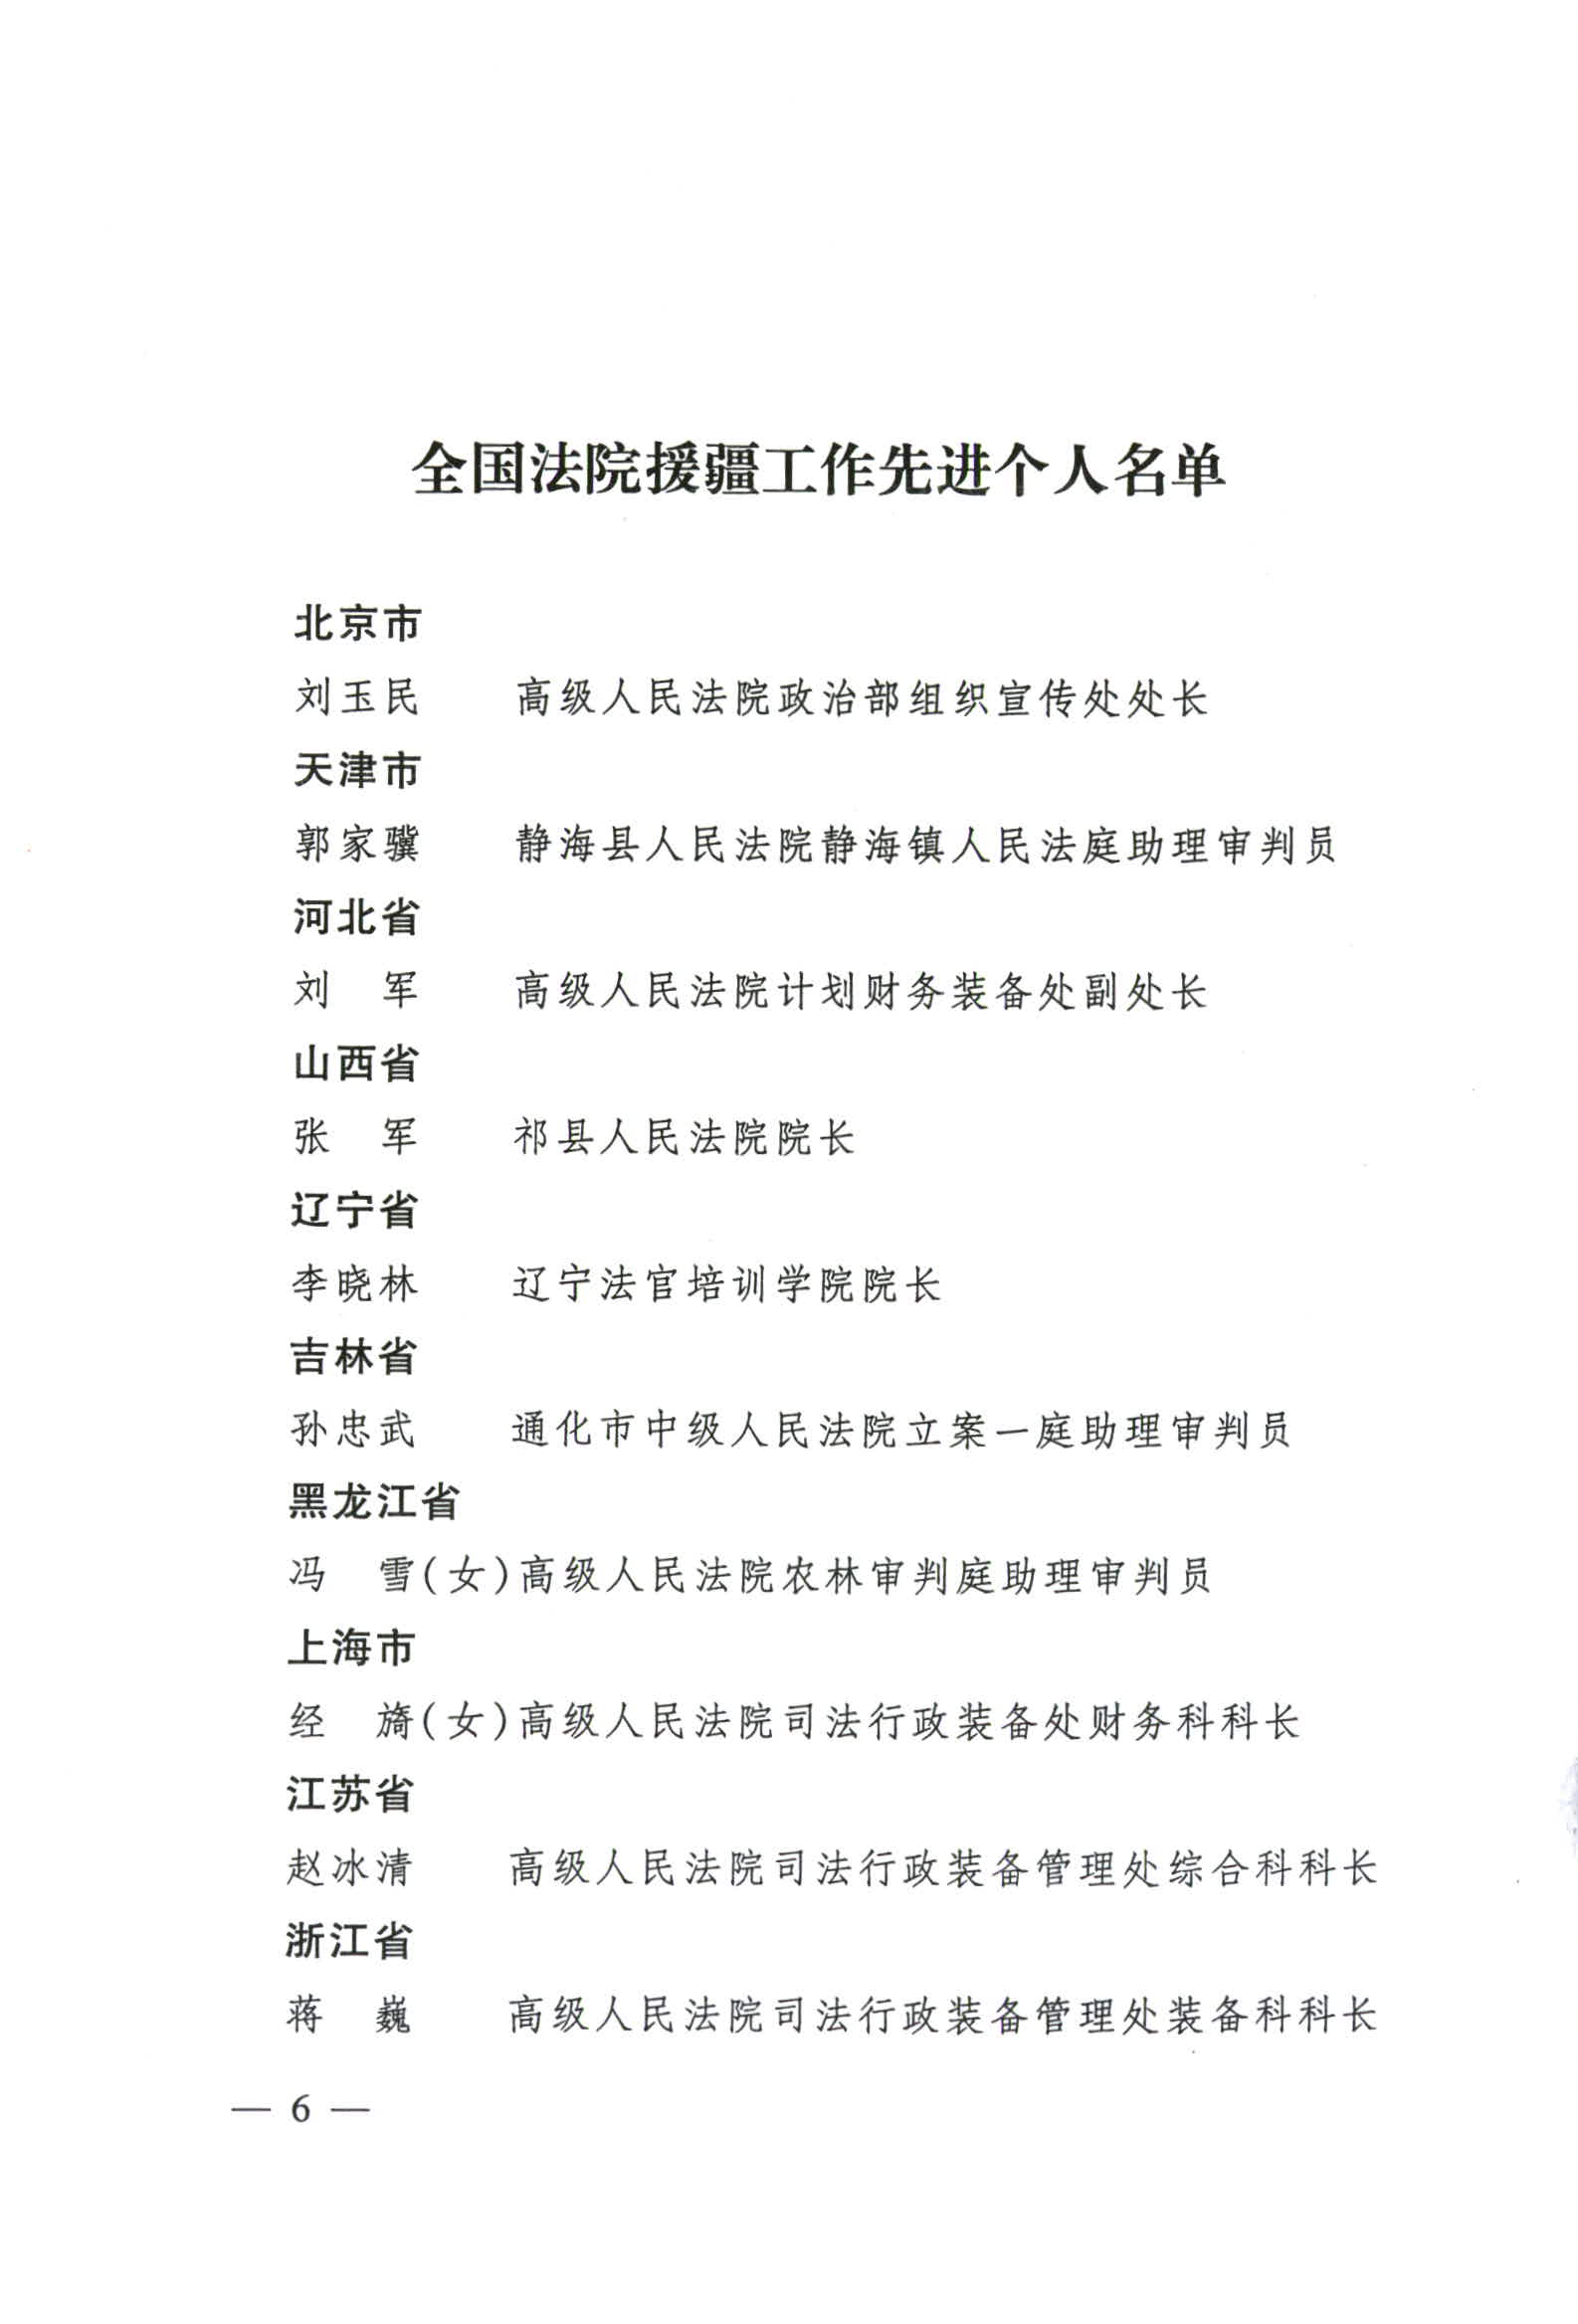 全国法院援疆工作先进个人名单
北京市
刘玉民 高级人民法院政治部组织宣传处处长
天津市
郭家骥 静海县人民法院静海镇人民法庭助理审判员
河北省
刘 军 高级人民法院计划财务装备处副处长
山西省
张 军 祁县人民法院院长
辽宁省
李晓林 辽宁法官培训学院院长
吉林省
孙忠武 通化市中级人民法院立案一庭助理审判员
黑龙江省
冯 雪(女)高级人民法院农林审判庭助理审判员
上海市
经 旖(女)高级人民法院司法行政装备处财务科科长
江苏省
赵冰清 高级人民法院司法行政装备管理处综合科科长
浙江省
蒋 巍 高级人民法院司法行政装备管理处装备科科长
— 6 —